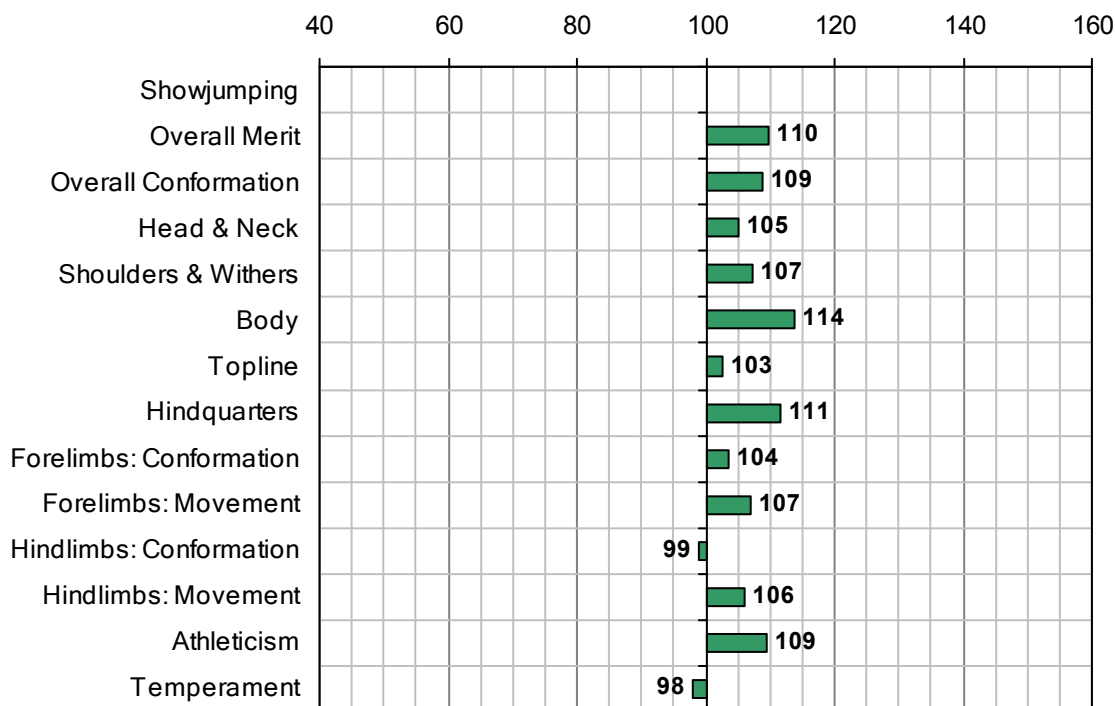 40 60 80 100 120 140 160
Showjumping
Overall Merit 110
Overall Conformation 109
Head & Neck 105
Shoulders & Withers 107
Body 114
Topline 103
Hindquarters 111
Forelimbs: Conformation 104
Forelimbs: Movement 107
Hindlimbs: Conformation 99
Hindlimbs: Movement 106
Athleticism 109
Temperament 98